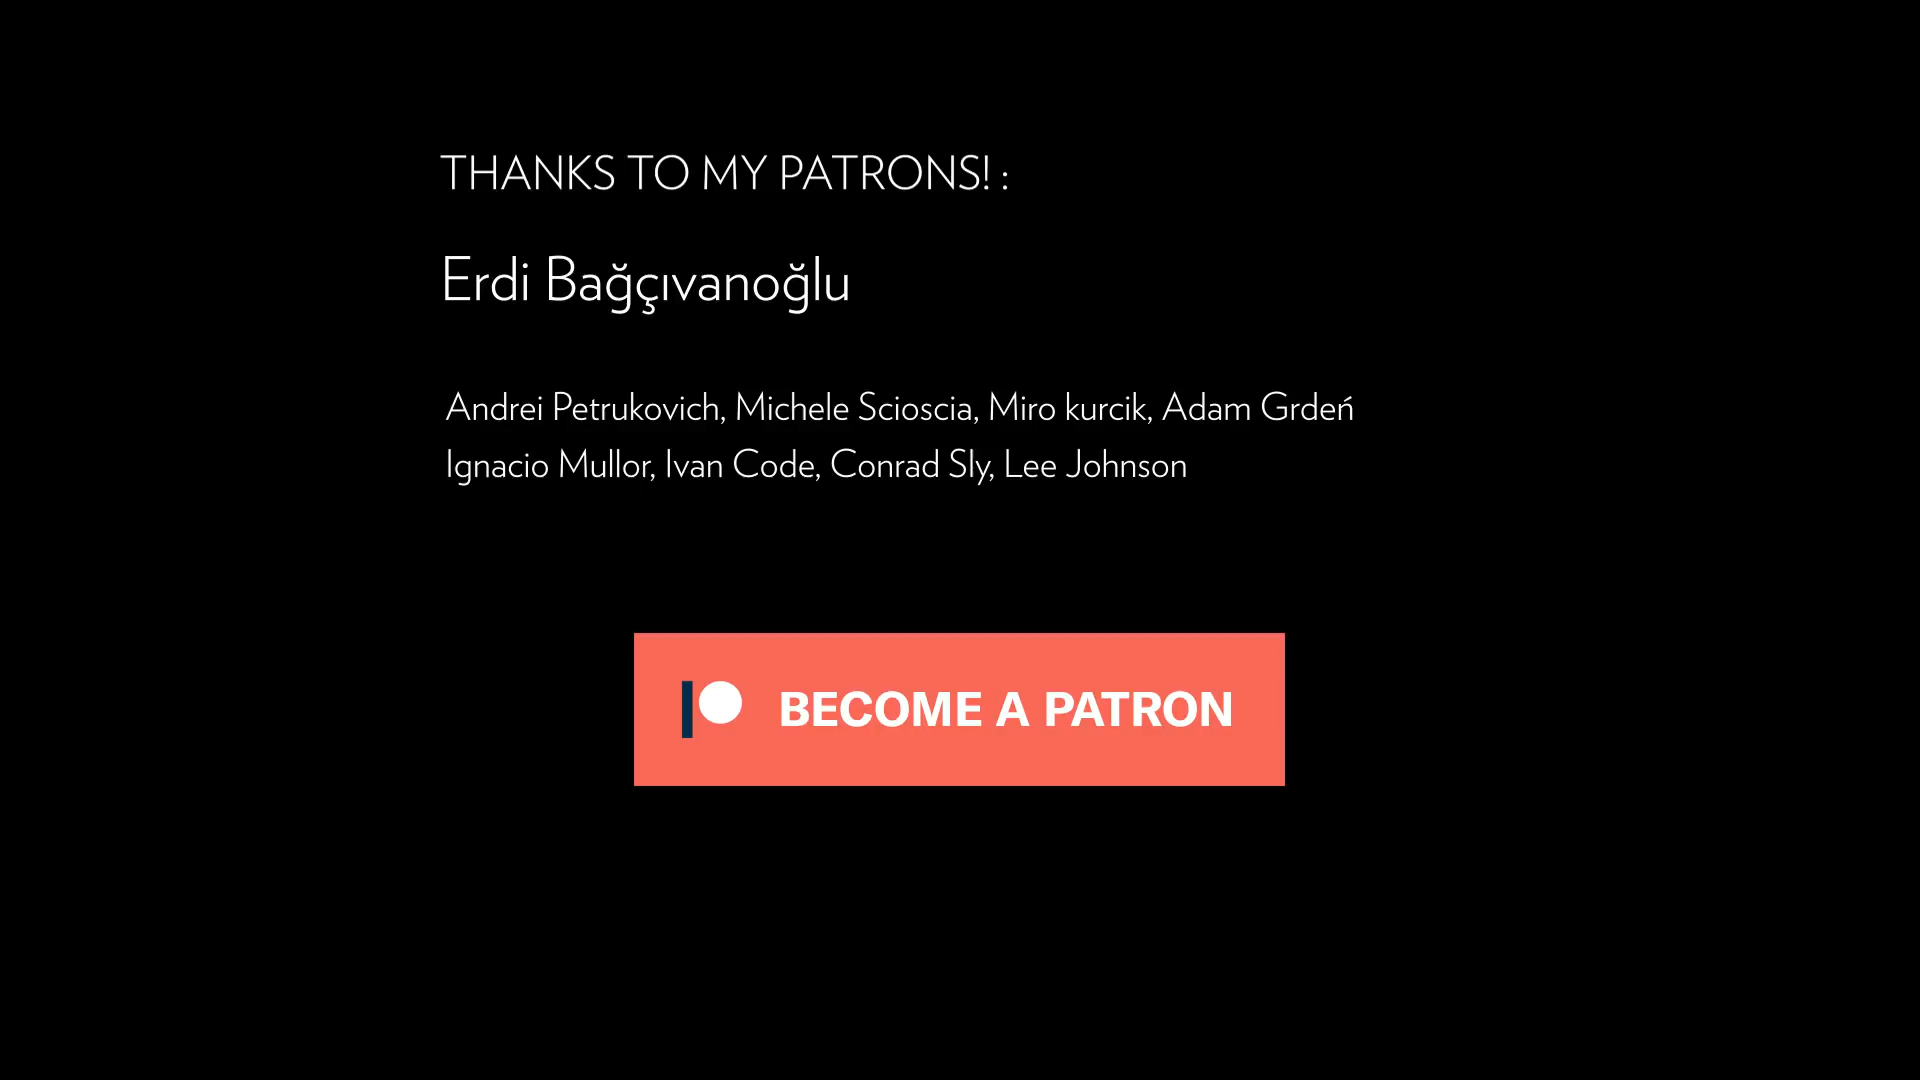 THANKS TO MY PATRONS! :
Erdi Bağçıvanoğlu
Andrei Petrukovich, Michele Scioscia, Miro kurcik, Adam Grdeń
Ignacio Mullor, Ivan Code, Conrad Sly, Lee Johnson
BECOME A PATRON